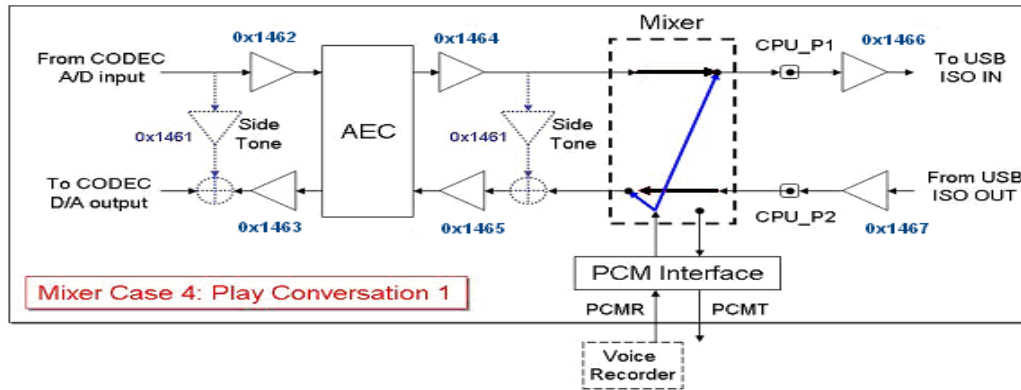 Mixer
0x1462
0x1464
CPU_P1
0x1466
From CODEC
A/D input
To USB
ISO IN
0x1461
Side
Tone
AEC
0x1461
Side
Tone
To CODEC
D/A output
From USB
ISO OUT
0x1463
0x1465
CPU_P2
0x1467
PCM Interface
Mixer Case 4: Play Conversation 1
PCMR
PCMT
Voice
Recorder